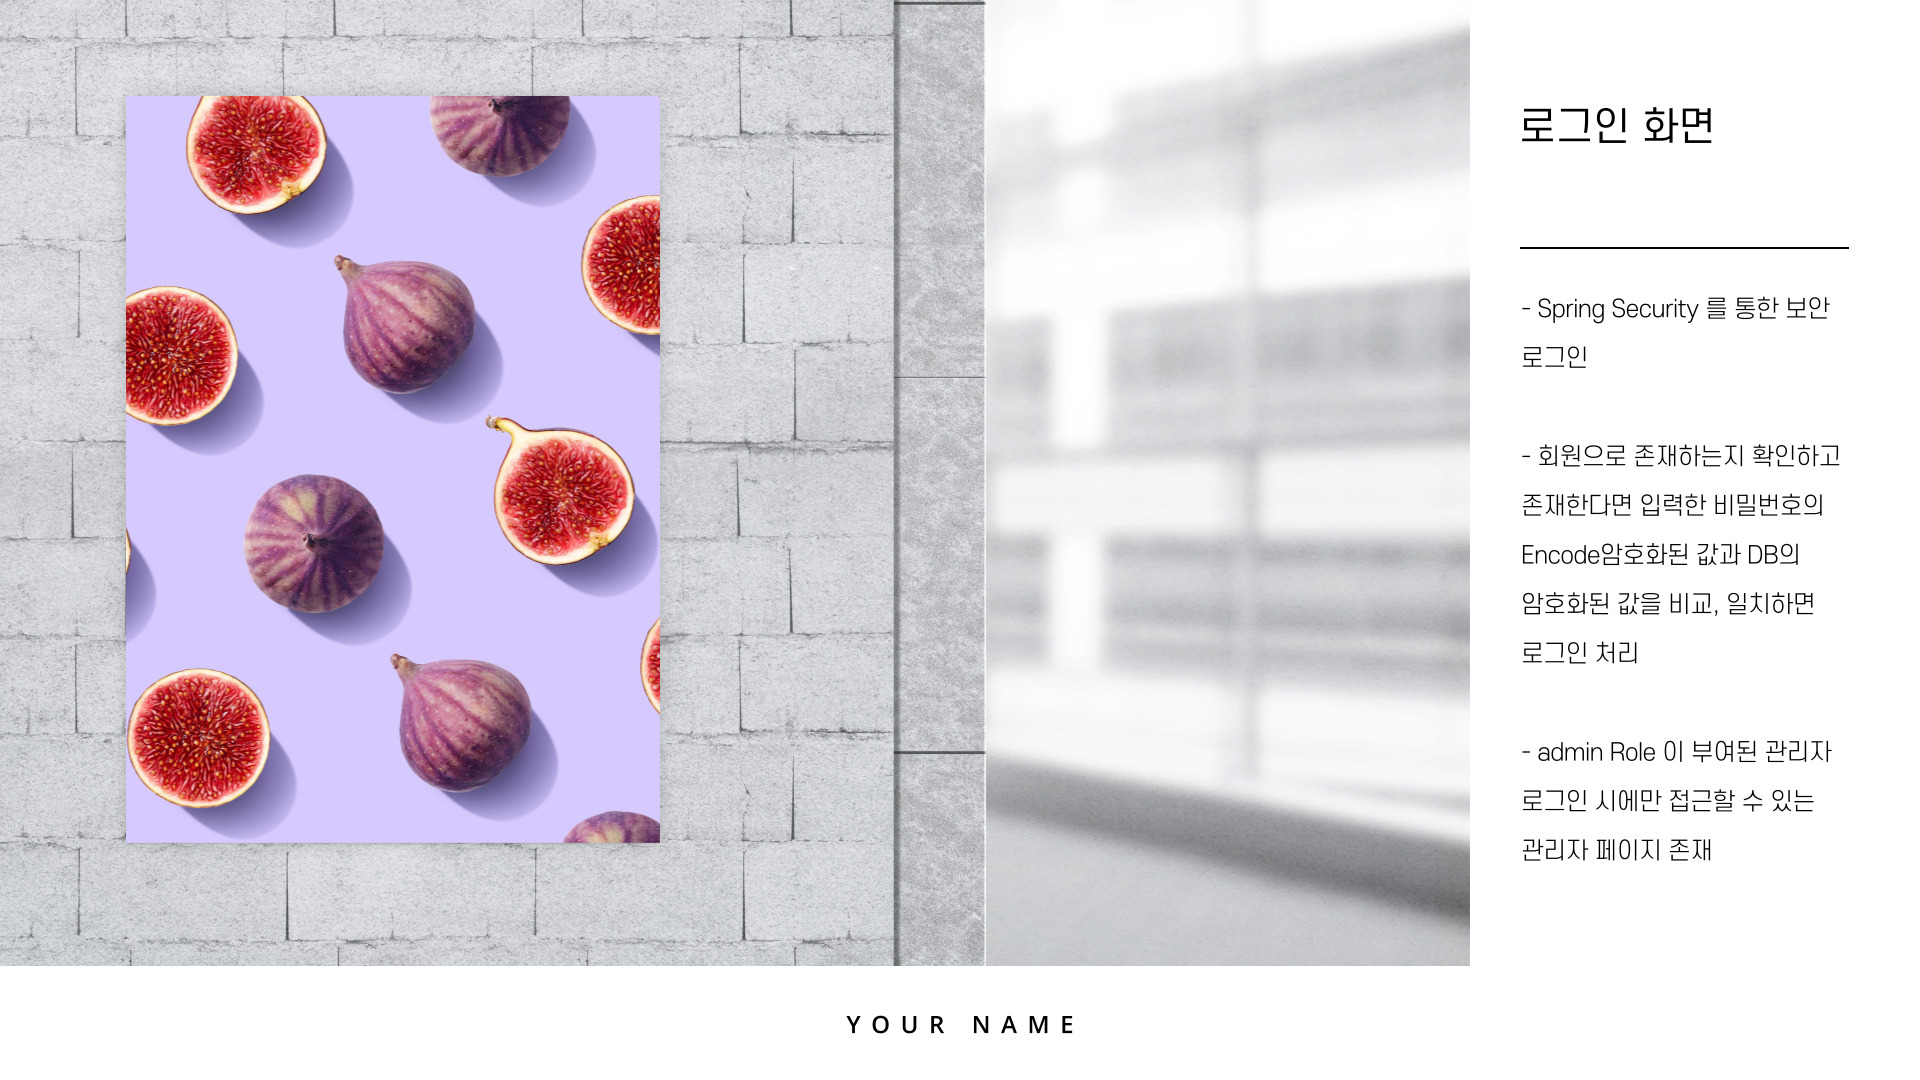 로그인 화면
- Spring Security 를 통한 보안
로그인
- 회원으로 존재하는지 확인하고
존재한다면 입력한 비밀번호의
Encode암호화된 값과 DB의
암호화된 값을 비교, 일치하면
로그인 처리
- admin Role 이 부여된 관리자
로그인 시에만 접근할 수 있는
관리자 페이지 존재
YOUR NAME